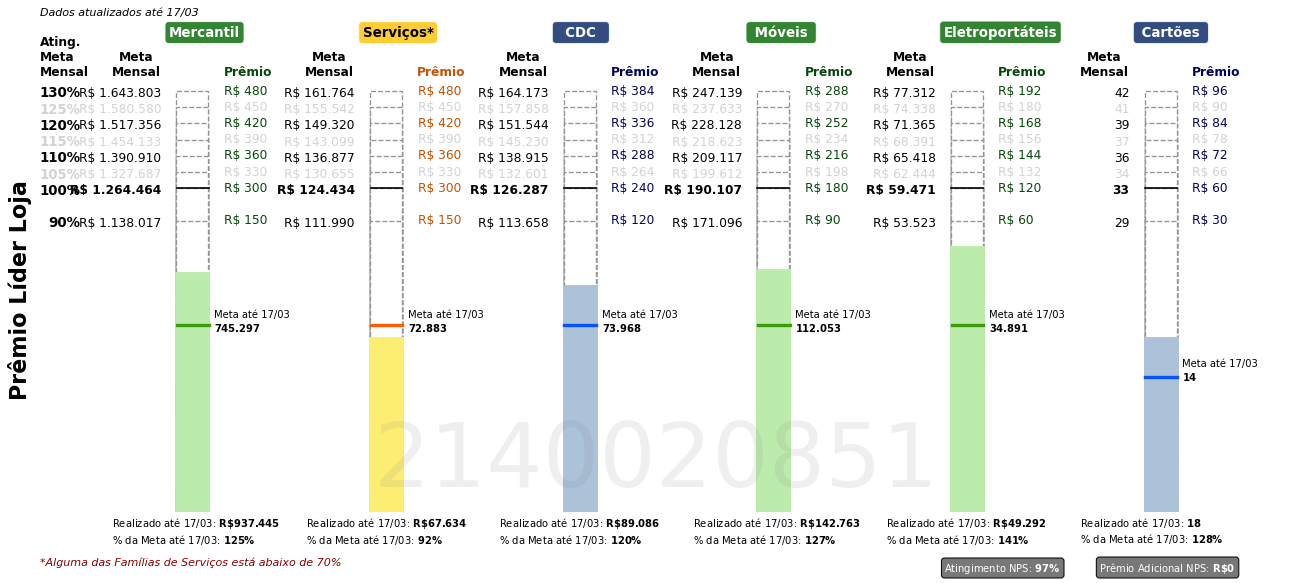 Dados atualizados até 17/03
Mercantil Serviços* CDC Móveis Eletroportáteis Cartões
Ating.
Meta Meta Meta Meta Meta Meta Meta
Mensal Mensal Prêmio Mensal Prêmio Mensal Prêmio Mensal Prêmio Mensal Prêmio Mensal Prêmio
130% R$ 1.643.803 R$ 480 R$ 161.764 R$ 480 R$ 164.173 R$ 384 R$ 247.139 R$ 288 R$ 77.312 R$ 192 42 R$ 96
125% R$ 1.580.580 R$ 450 R$ 155.542 R$ 450 R$ 157.858 R$ 360 R$ 237.633 R$ 270 R$ 74.338 R$ 180 41 R$ 90
120% R$ 1.517.356 R$ 420 R$ 149.320 R$ 420 R$ 151.544 R$ 336 R$ 228.128 R$ 252 R$ 71.365 R$ 168 39 R$ 84
115% R$ 1.454.133 R$ 390 R$ 143.099 R$ 390 R$ 145.230 R$ 312 R$ 218.623 R$ 234 R$ 68.391 R$ 156 37 R$ 78
110% R$ 1.390.910 R$ 360 R$ 136.877 R$ 360 R$ 138.915 R$ 288 R$ 209.117 R$ 216 R$ 65.418 R$ 144 36 R$ 72
105% R$ 1.327.687 R$ 330 R$ 130.655 R$ 330 R$ 132.601 R$ 264 R$ 199.612 R$ 198 R$ 62.444 R$ 132 34 R$ 66
100% R$ 1.264.464 R$ 300 R$ 124.434 R$ 300 R$ 126.287 R$ 240 R$ 190.107 R$ 180 R$ 59.471 R$ 120 33 R$ 60
90% R$ 1.138.017 R$ 150 R$ 111.990 R$ 150 R$ 113.658 R$ 120 R$ 171.096 R$ 90 R$ 53.523 R$ 60 29 R$ 30
Prêmio Líder Loja
Meta até 17/03 Meta até 17/03 Meta até 17/03 Meta até 17/03 Meta até 17/03
745.297 72.883 73.968 112.053 34.891
Meta até 17/03
14
2140020851
Realizado até 17/03: R$937.445 Realizado até 17/03: R$67.634 Realizado até 17/03: R$89.086 Realizado até 17/03: R$142.763 Realizado até 17/03: R$49.292 Realizado até 17/03: 18
% da Meta até 17/03: 125% % da Meta até 17/03: 92% % da Meta até 17/03: 120% % da Meta até 17/03: 127% % da Meta até 17/03: 141% % da Meta até 17/03: 128%
*Alguma das Famílias de Serviços está abaixo de 70% Atingimento NPS: 97% Prêmio Adicional NPS: R$0